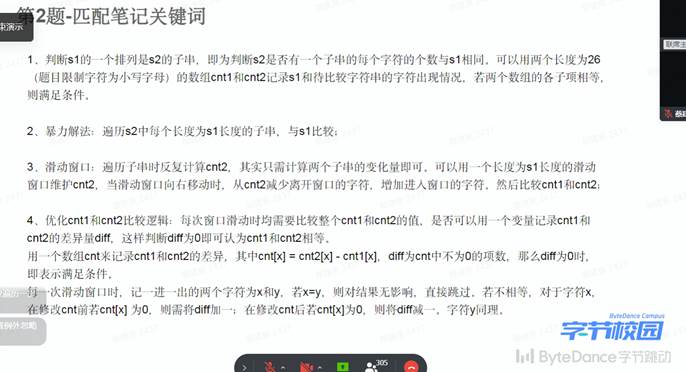 第2题-匹配笔记关键词
束演示
1、判断s1的一个排列是s2的子串，即为判断s2是否有一个子串的每个字符的个数与s1相同。可以用两个长度为26
（题目限制字符为小写字母）的数组cnt1和cnt2记录s1和待比较字符串的字符出现情况，若两个数组的各子项相等，
则满足条件。
2、暴力解法：遍历s2中每个长度为s1长度的子串，与s1比较；
3、滑动窗口：遍历子串时反复计算cnt2，其实只需计算两个子串的变化量即可。可以用一个长度为s1长度的滑动
窗口维护cnt2，当滑动窗口向右移动时，从cnt2减少离开窗口的字符，增加进入窗口的字符，然后比较cnt1和cnt2；
4、优化cnt1和cnt2比较逻辑：每次窗口滑动时均需要比较整个cnt1和cnt2的值，是否可以用一个变量记录cnt1和
cnt2的差异量diff，这样判断diff为0即可认为cnt1和cnt2相等。
用一个数组cnt来记录cnt1和cnt2的差异，其中cnt[x] = cnt2[x] - cnt1[x]，diff为cnt中不为0的项数，那么diff为0时，
即表示满足条件。
每一次滑动窗口时，记一进一出的两个字符为x和y，若x=y，则对结果无影响，直接跳过。若不相等，对于字符x，
在修改cnt前若cnt[x] 为0，则需将diff加一；在修改cnt后若cnt[x]为0，则将diff减一。字符y同理。
ByteDance Campus
字节校园
ByteDance字节跳动
305